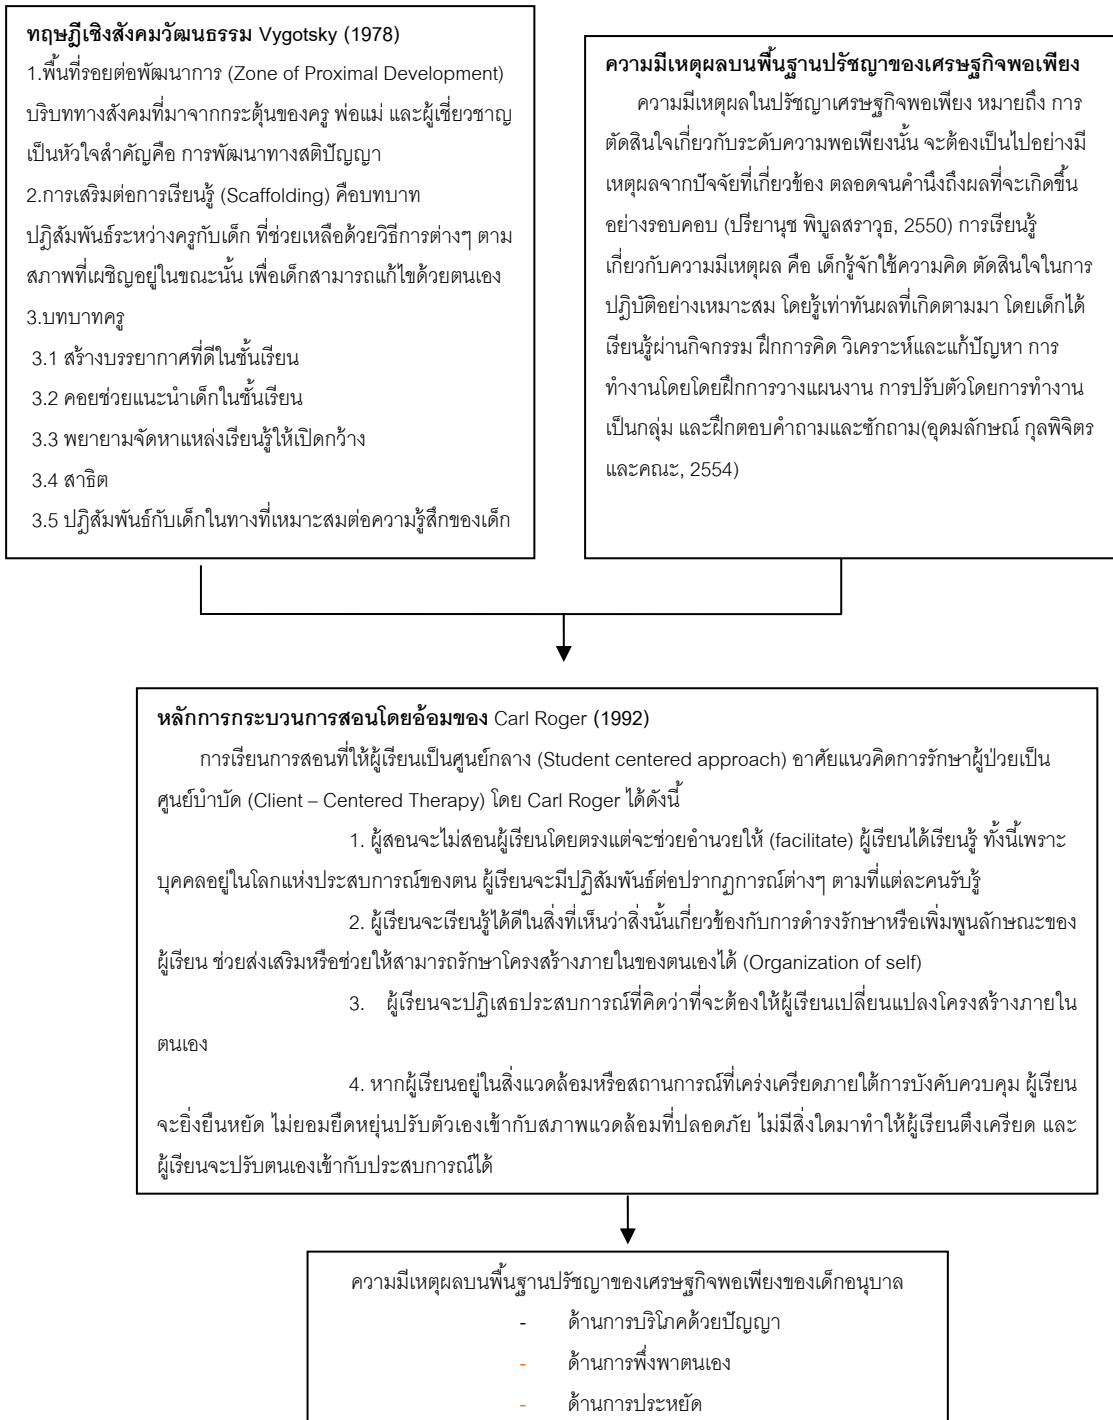 ทฤษฎีเชิงสังคมวัฒนธรรม Vygotsky (1978)
1.พื้นที่รอยต่อพัฒนาการ (Zone of Proximal Development)
บริบททางสังคมที่มาจากกระตุ้นของครู พ่อแม่ และผู้เชี่ยวชาญ
เป็นหัวใจสำคัญคือ การพัฒนาทางสติปัญญา
2.การเสริมต่อการเรียนรู้ (Scaffolding) คือบทบาท
ปฏิสัมพันธ์ระหว่างครูกับเด็ก ที่ช่วยเหลือด้วยวิธีการต่างๆ ตาม
สภาพที่เผชิญอยู่ในขณะนั้น เพื่อเด็กสามารถแก้ไขด้วยตนเอง
3.บทบาทครู
3.1 สร้างบรรยากาศที่ดีในชั้นเรียน
3.2 คอยช่วยแนะนำเด็กในชั้นเรียน
3.3 พยายามจัดหาแหล่งเรียนรู้ให้เปิดกว้าง
3.4 สาธิต
3.5 ปฏิสัมพันธ์กับเด็กในทางที่เหมาะสมต่อความรู้สึกของเด็ก
ความมีเหตุผลบนพื้นฐานปรัชญาของเศรษฐกิจพอเพียง
ความมีเหตุผลในปรัชญาเศรษฐกิจพอเพียง หมายถึง การ
ตัดสินใจเกี่ยวกับระดับความพอเพียงนั้น จะต้องเป็นไปอย่างมี
เหตุผลจากปัจจัยที่เกี่ยวข้อง ตลอดจนคำนึงถึงผลที่จะเกิดขึ้น
อย่างรอบคอบ (ปรียานุช พิบูลสราวุธ, 2550) การเรียนรู้
เกี่ยวกับความมีเหตุผล คือ เด็กรู้จักใช้ความคิด ตัดสินใจในการ
ปฏิบัติอย่างเหมาะสม โดยรู้เท่าทันผลที่เกิดตามมา โดยเด็กได้
เรียนรู้ผ่านกิจกรรม ฝึกการคิด วิเคราะห์และแก้ปัญหา การ
ทำงานโดยโดยฝึกการวางแผนงาน การปรับตัวโดยการทำงาน
เป็นกลุ่ม และฝึกตอบคำถามและซักถาม(อุดมลักษณ์ กุลพิจิตร
และคณะ, 2554)
หลักการกระบวนการสอนโดยอ้อมของ Carl Roger (1992)
การเรียนการสอนที่ให้ผู้เรียนเป็นศูนย์กลาง (Student centered approach) อาศัยแนวคิดการรักษาผู้ป่วยเป็น
ศูนย์บำบัด (Client – Centered Therapy) โดย Carl Roger ได้ดังนี้
1. ผู้สอนจะไม่สอนผู้เรียนโดยตรงแต่จะช่วยอำนวยให้ (facilitate) ผู้เรียนได้เรียนรู้ ทั้งนี้เพราะ
บุคคลอยู่ในโลกแห่งประสบการณ์ของตน ผู้เรียนจะมีปฏิสัมพันธ์ต่อปรากฏการณ์ต่างๆ ตามที่แต่ละคนรับรู้
2. ผู้เรียนจะเรียนรู้ได้ดีในสิ่งที่เห็นว่าสิ่งนั้นเกี่ยวข้องกับการดำรงรักษาหรือเพิ่มพูนลักษณะของ
ผู้เรียน ช่วยส่งเสริมหรือช่วยให้สามารถรักษาโครงสร้างภายในของตนเองได้ (Organization of self)
3. ผู้เรียนจะปฏิเสธประสบการณ์ที่คิดว่าที่จะต้องให้ผู้เรียนเปลี่ยนแปลงโครงสร้างภายใน
ตนเอง
4. หากผู้เรียนอยู่ในสิ่งแวดล้อมหรือสถานการณ์ที่เคร่งเครียดภายใต้การบังคับควบคุม ผู้เรียน
จะยิ่งยืนหยัด ไม่ยอมยืดหยุ่นปรับตัวเองเข้ากับสภาพแวดล้อมที่ปลอดภัย ไม่มีสิ่งใดมาทำให้ผู้เรียนตึงเครียด และ
ผู้เรียนจะปรับตนเองเข้ากับประสบการณ์ได้
ความมีเหตุผลบนพื้นฐานปรัชญาของเศรษฐกิจพอเพียงของเด็กอนุบาล
- ด้านการบริโภคด้วยปัญญา
- ด้านการพึ่งพาตนเอง
- ด้านการประหยัด